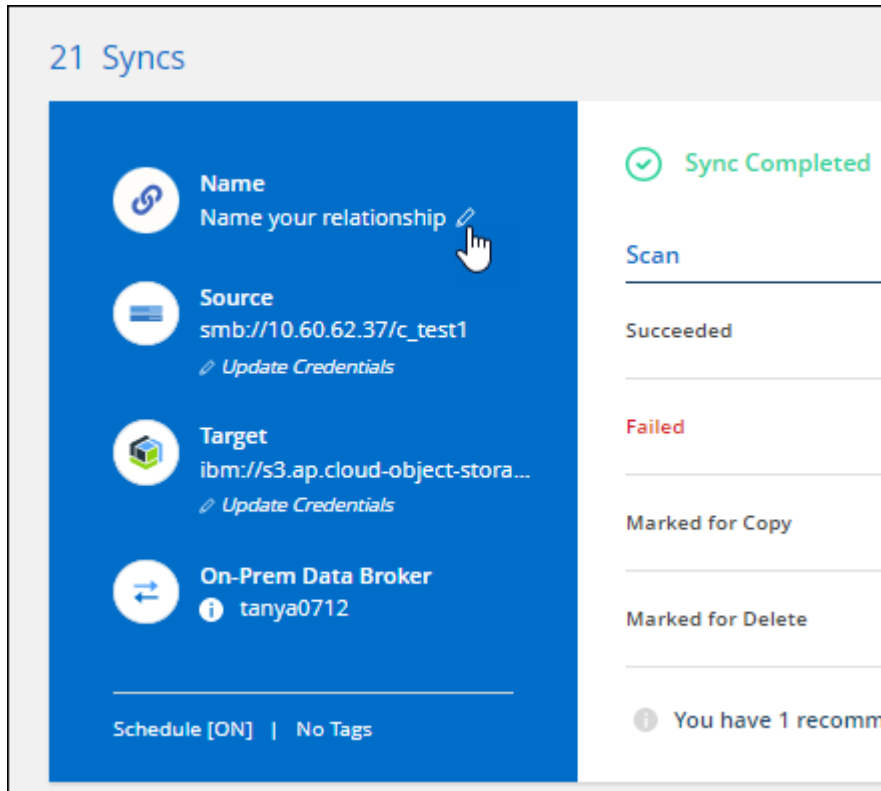 21 Syncs
Name
Name your relationship
Source
smb://10.60.62.37/c_test1
Update Credentials
Target
ibm://s3.ap.cloud-object-stora...
Update Credentials
On-Prem Data Broker
tanya0712
Schedule [ON] | No Tags
Sync Completed
Scan
Succeeded
Failed
Marked for Copy
Marked for Delete
You have 1 recomm